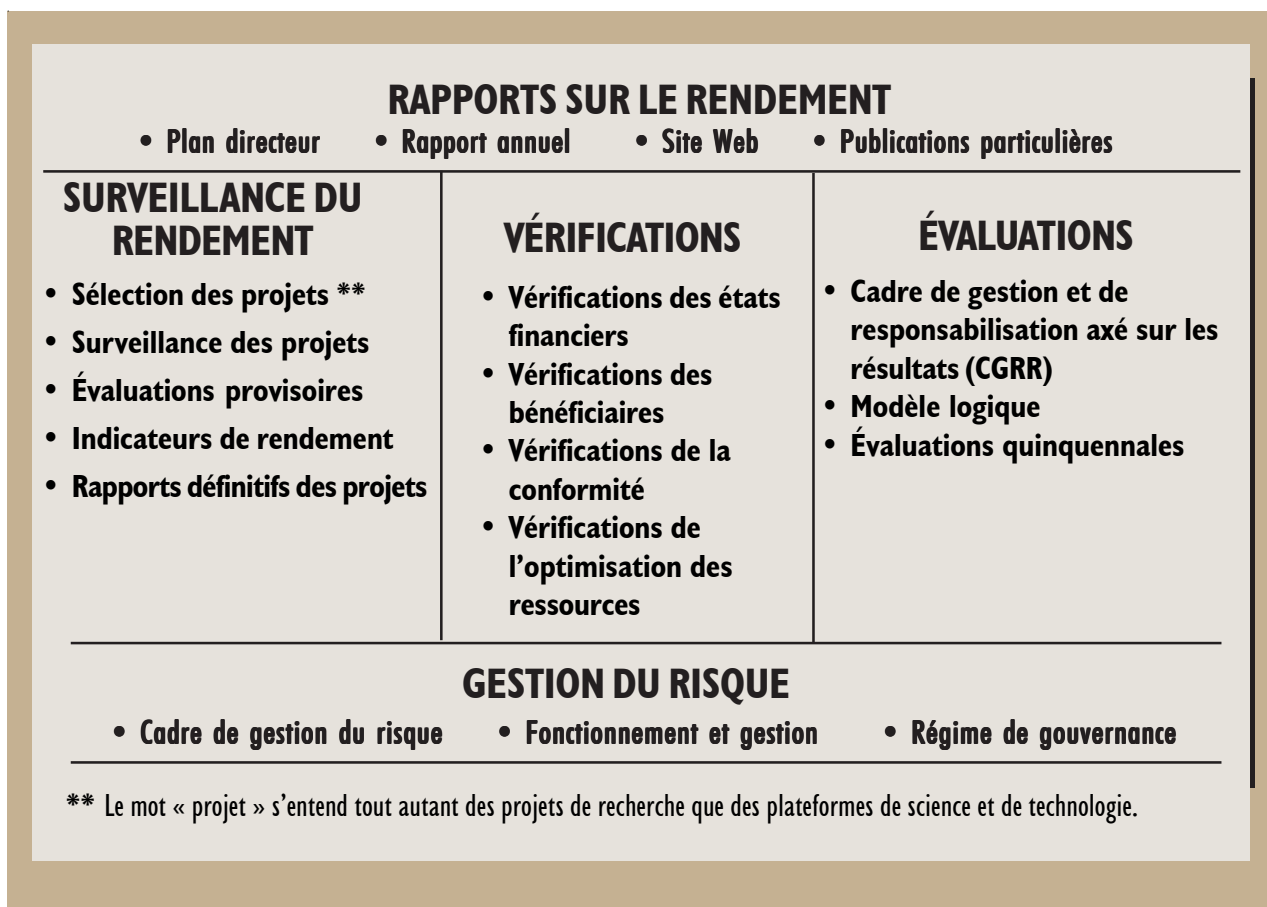 RAPPORTS SUR LE RENDEMENT
• Plan directeur • Rapport annuel • Site Web • Publications particulières
SURVEILLANCE DU
RENDEMENT
• Sélection des projets **
• Surveillance des projets
• Évaluations provisoires
• Indicateurs de rendement
• Rapports définitifs des projets
VÉRIFICATIONS
• Vérifications des états
financiers
• Vérifications des
bénéficiaires
• Vérifications de la
conformité
• Vérifications de
l’optimisation des
ressources
ÉVALUATIONS
• Cadre de gestion et de
responsabilisation axé sur les
résultats (CGRR)
• Modèle logique
• Évaluations quinquennales
GESTION DU RISQUE
• Cadre de gestion du risque • Fonctionnement et gestion • Régime de gouvernance
** Le mot « projet » s’entend tout autant des projets de recherche que des plateformes de science et de technologie.